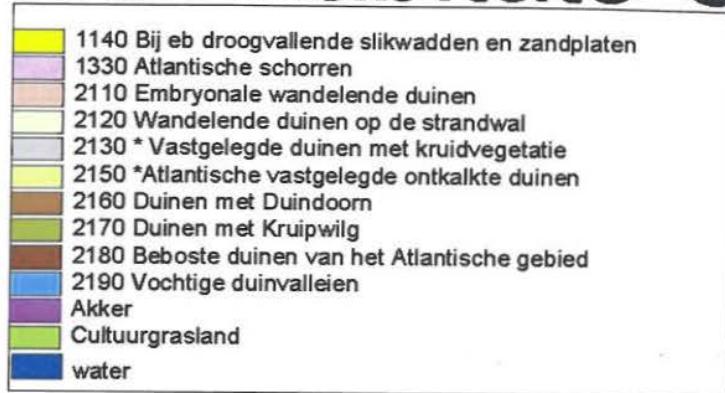 1140 Bij eb droogvallende slikwadden en zandplaten
1330 Atlantische schorren
2110 Embryonale wandelende duinen
2120 Wandelende duinen op de strandwal
2130 * Vastgelegde duinen met kruidvegetatie
2150 *Atlantische vastgelegde ontkalkte duinen
2160 Duinen met Duindoorn
2170 Duinen met Kruipwilg
2180 Beboste duinen van het Atlantische gebied
2190 Vochtige duinvalleien
Akker
Cultuurgrasland
water